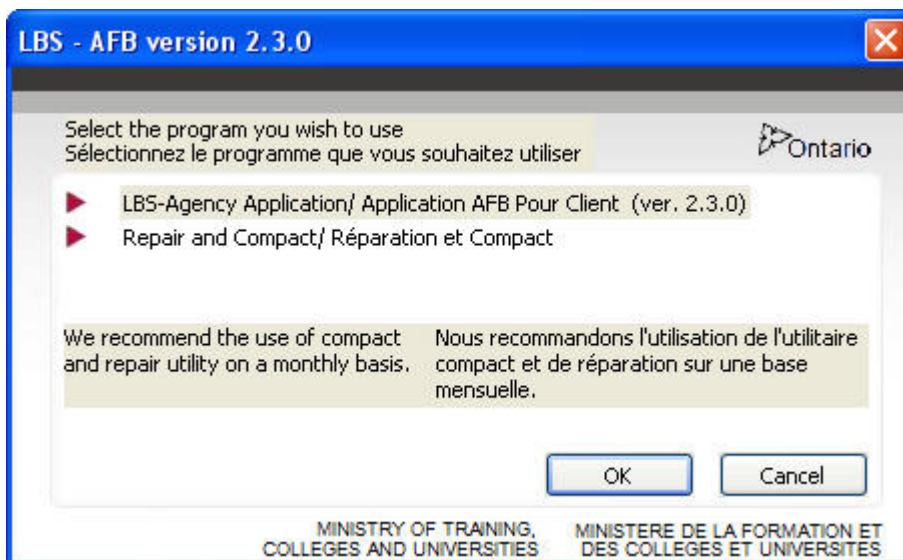 LBS - AFB version 2.3.0
Select the program you wish to use
Sélectionnez le programme que vous souhaitez utiliser
Ontario
LBS-Agency Application/ Application AFB Pour Client (ver. 2.3.0)
Repair and Compact/ Réparation et Compact
We recommend the use of compact
and repair utility on a monthly basis.
Nous recommandons l'utilisation de l'utilitaire
compact et de réparation sur une base
mensuelle.
OK
Cancel
MINISTRY OF TRAINING,
COLLEGES AND UNIVERSITIES
MINISTERE DE LA FORMATION ET
DES COLLEGES ET UNIVERSITES